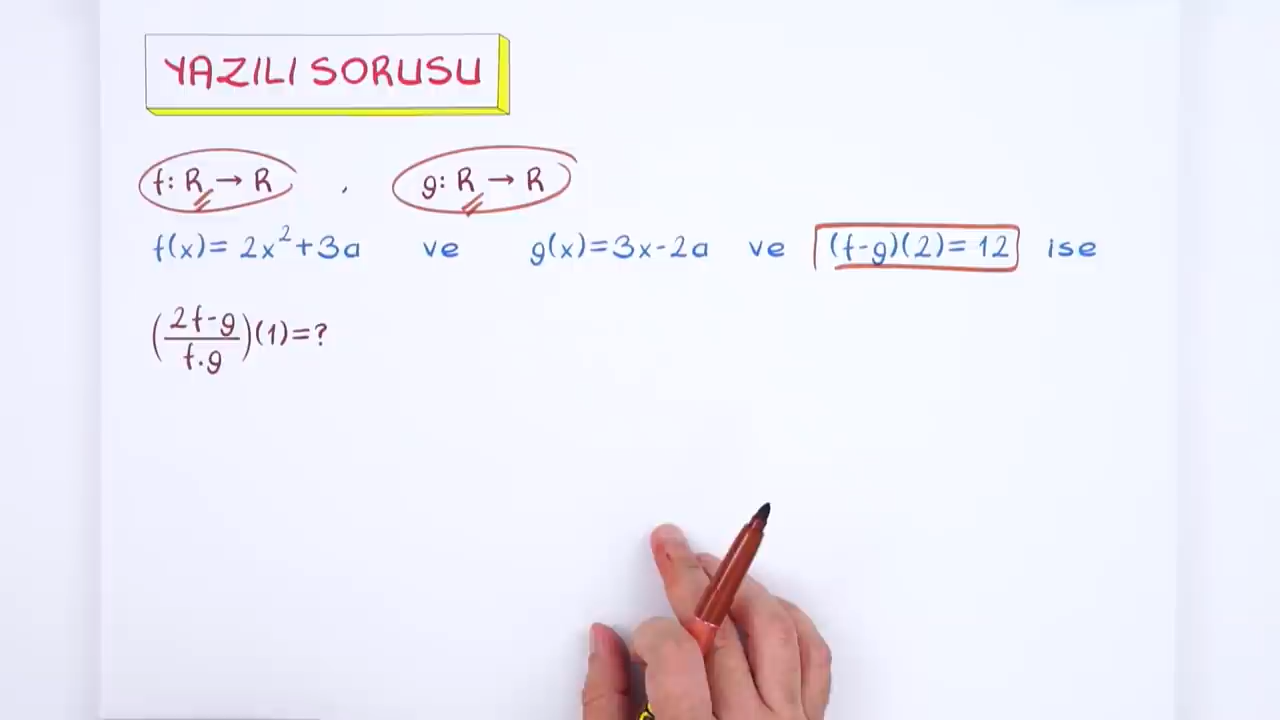 YAZILI SORUSU
f: R → R , g: R → R
f(x)= 2x²+3a ve g(x)=3x-2a ve (f-g)(2)= 12 ise
(2f-g / f.g)(1)=?